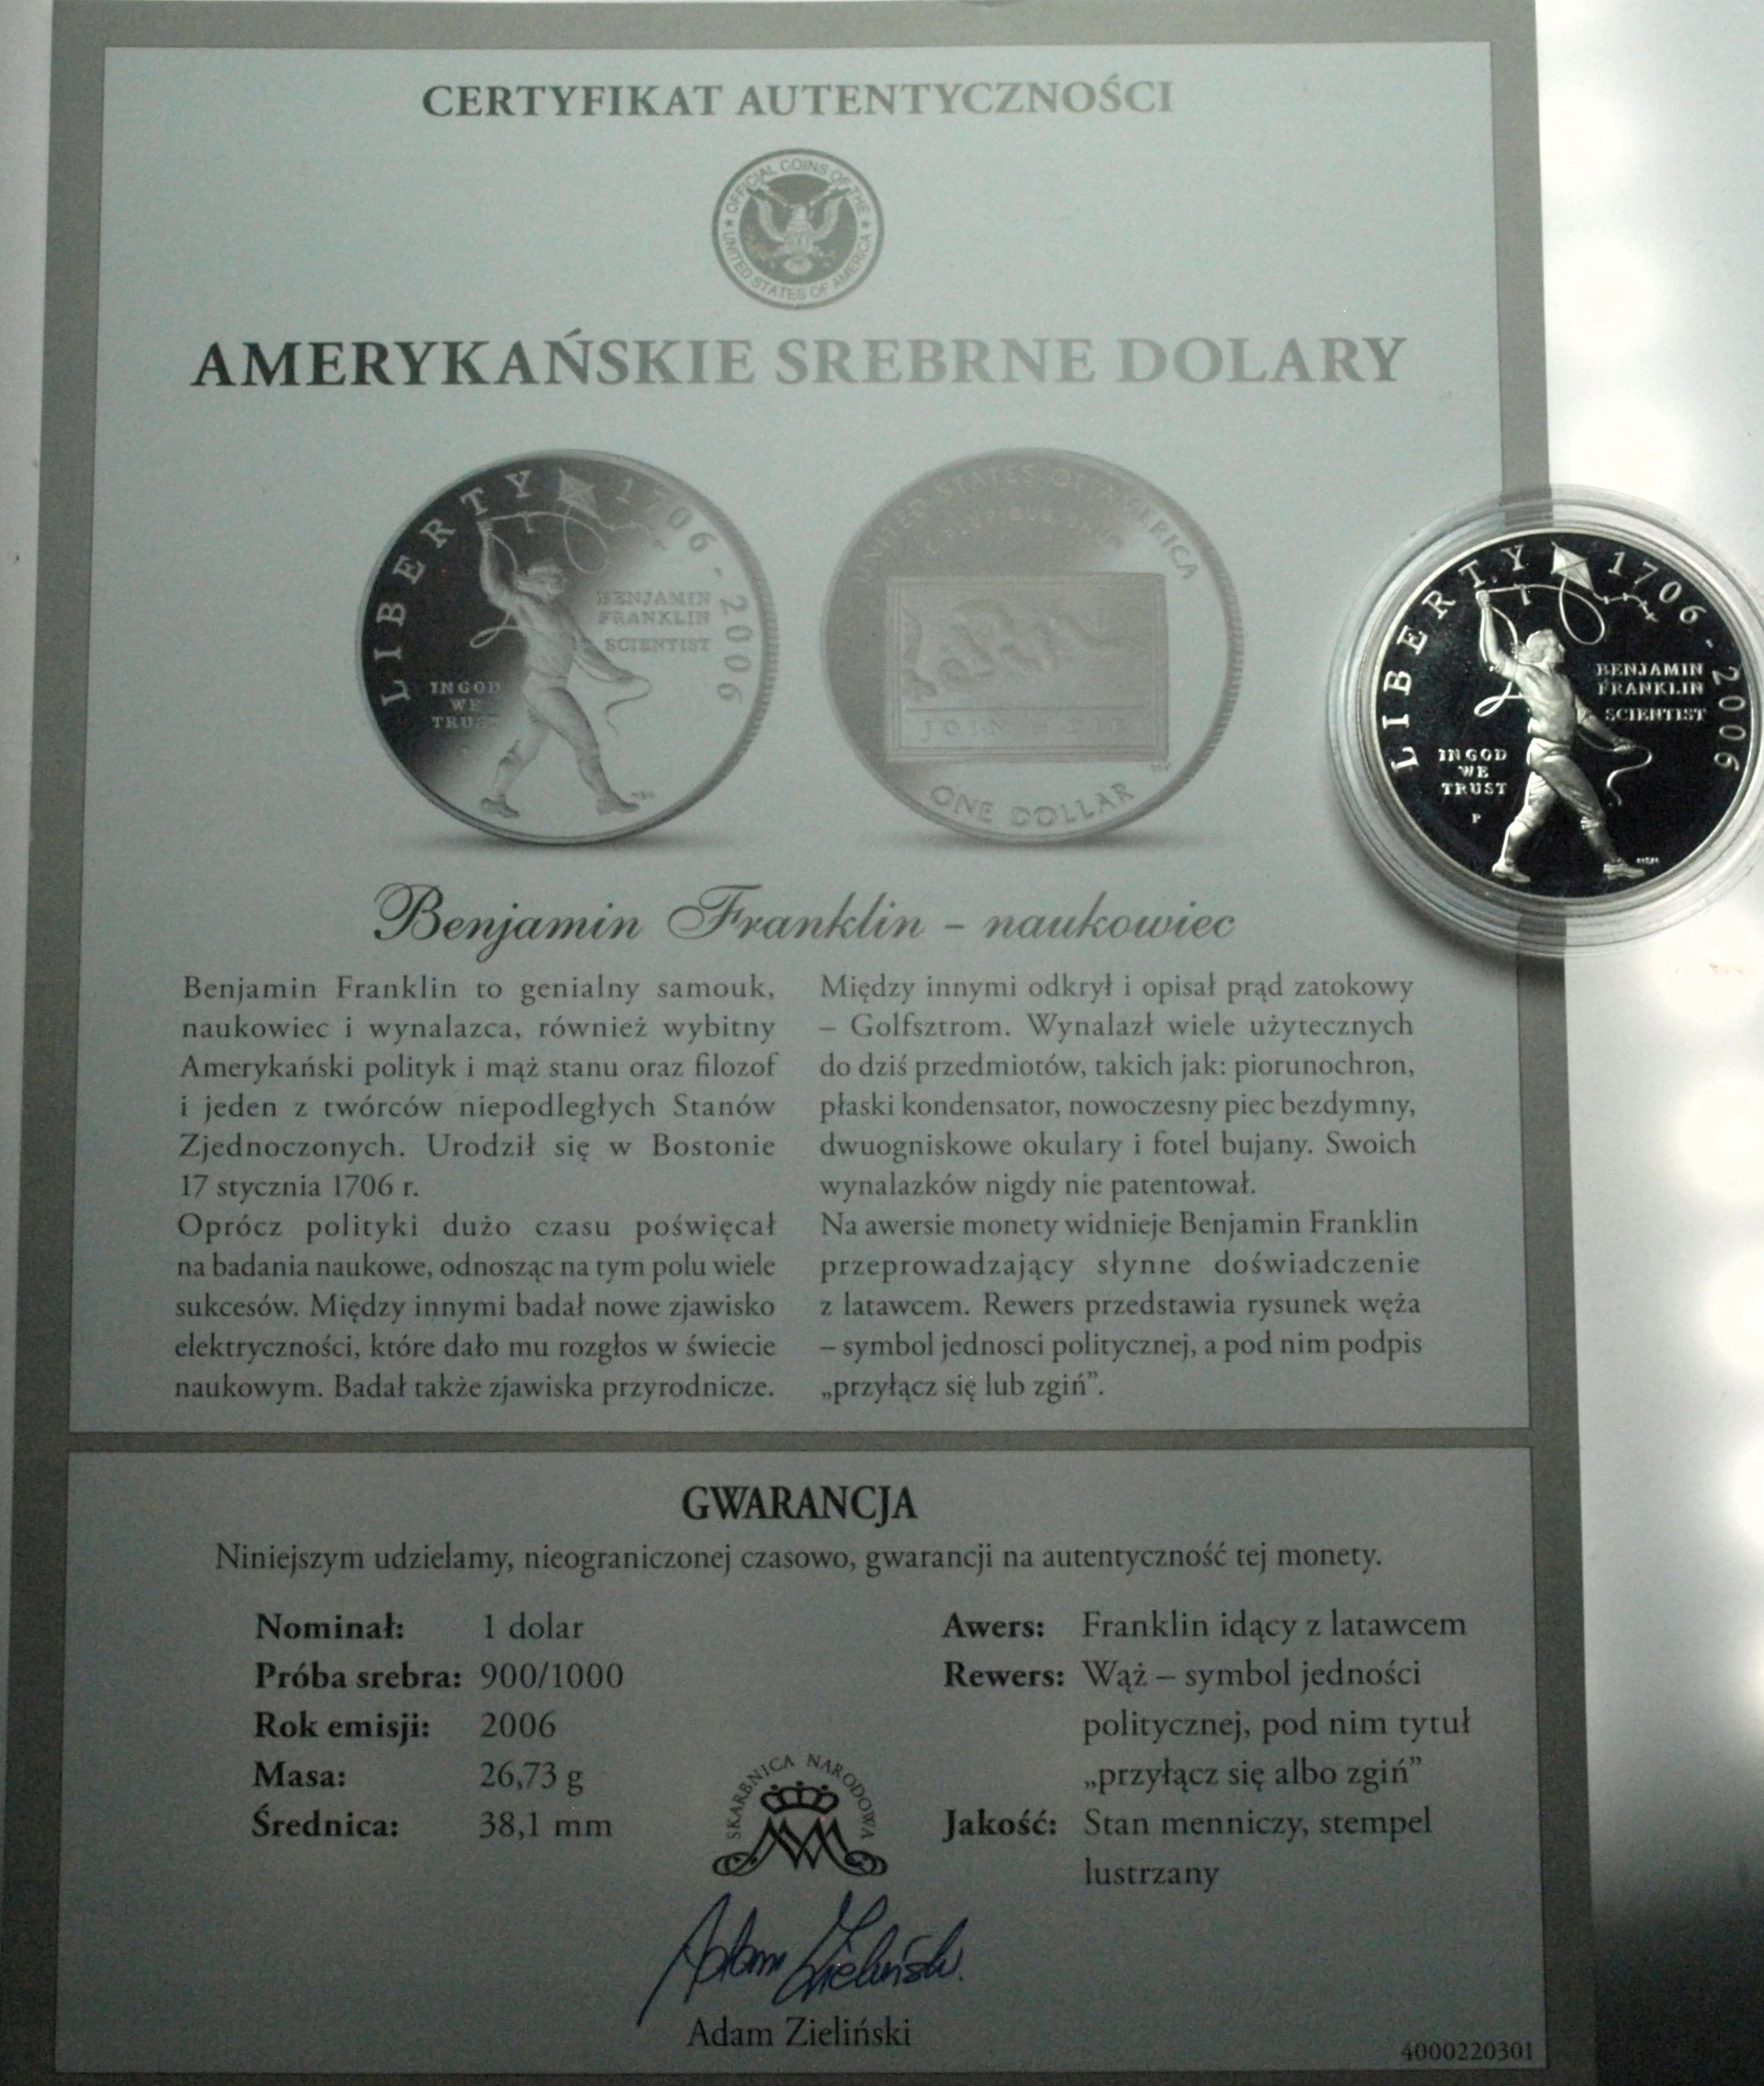 CERTYFIKAT AUTENTYCZNOŚCI
OFFICIAL COINS OF THE
UNITED STATES OF AMERICA
AMERYKAŃSKIE SREBRNE DOLARY
LIBERTY 1706 - 2006
BENJAMIN
FRANKLIN
SCIENTIST
IN GOD
WE
TRUST
UNITED STATES OF AMERICA
E PLURIBUS UNUM
JOIN or DIE
ONE DOLLAR
LIBERTY 1706 - 2006
BENJAMIN
FRANKLIN
SCIENTIST
IN GOD
WE
TRUST
P
Benjamin Franklin – naukowiec
Benjamin Franklin to genialny samouk,
naukowiec i wynalazca, również wybitny
Amerykański polityk i mąż stanu oraz filozof
i jeden z twórców niepodległych Stanów
Zjednoczonych. Urodził się w Bostonie
17 stycznia 1706 r.
Oprócz polityki dużo czasu poświęcał
na badania naukowe, odnosząc na tym polu wiele
sukcesów. Między innymi badał nowe zjawisko
elektryczności, które dało mu rozgłos w świecie
naukowym. Badał także zjawiska przyrodnicze.
Między innymi odkrył i opisał prąd zatokowy
– Golfsztrom. Wynalazł wiele użytecznych
do dziś przedmiotów, takich jak: piorunochron,
płaski kondensator, nowoczesny piec bezdymny,
dwuogniskowe okulary i fotel bujany. Swoich
wynalazków nigdy nie patentował.
Na awersie monety widnieje Benjamin Franklin
przeprowadzający słynne doświadczenie
z latawcem. Rewers przedstawia rysunek węża
– symbol jednosci politycznej, a pod nim podpis
„przyłącz się lub zgiń”.
GWARANCJA
Niniejszym udzielamy, nieograniczonej czasowo, gwarancji na autentyczność tej monety.
Nominał: 1 dolar
Próba srebra: 900/1000
Rok emisji: 2006
Masa: 26,73 g
Średnica: 38,1 mm
Awers: Franklin idący z latawcem
Rewers: Wąż – symbol jedności
politycznej, pod nim tytuł
„przyłącz się albo zgiń”
Jakość: Stan menniczy, stempel
lustrzany
SKARBNICA NARODOWA
Adam Zieliński
Adam Zieliński
4000220301